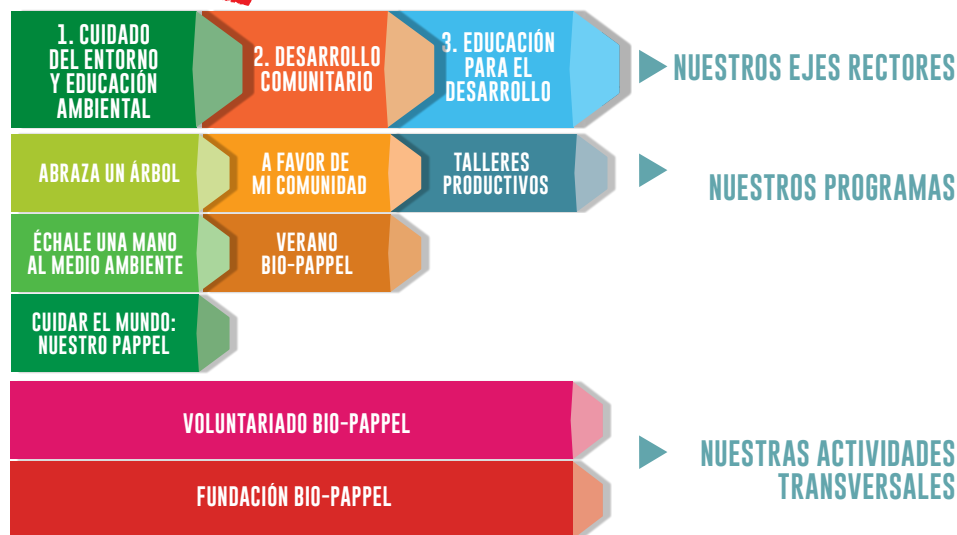 1. CUIDADO
DEL ENTORNO
Y EDUCACIÓN
AMBIENTAL
2. DESARROLLO
COMUNITARIO
3. EDUCACIÓN
PARA EL
DESARROLLO
NUESTROS EJES RECTORES
ABRAZA UN ÁRBOL
A FAVOR DE
MI COMUNIDAD
TALLERES
PRODUCTIVOS
NUESTROS PROGRAMAS
ÉCHALE UNA MANO
AL MEDIO AMBIENTE
VERANO
BIO-PAPPEL
CUIDAR EL MUNDO:
NUESTRO PAPPEL
VOLUNTARIADO BIO-PAPPEL
FUNDACIÓN BIO-PAPPEL
NUESTRAS ACTIVIDADES
TRANSVERSALES